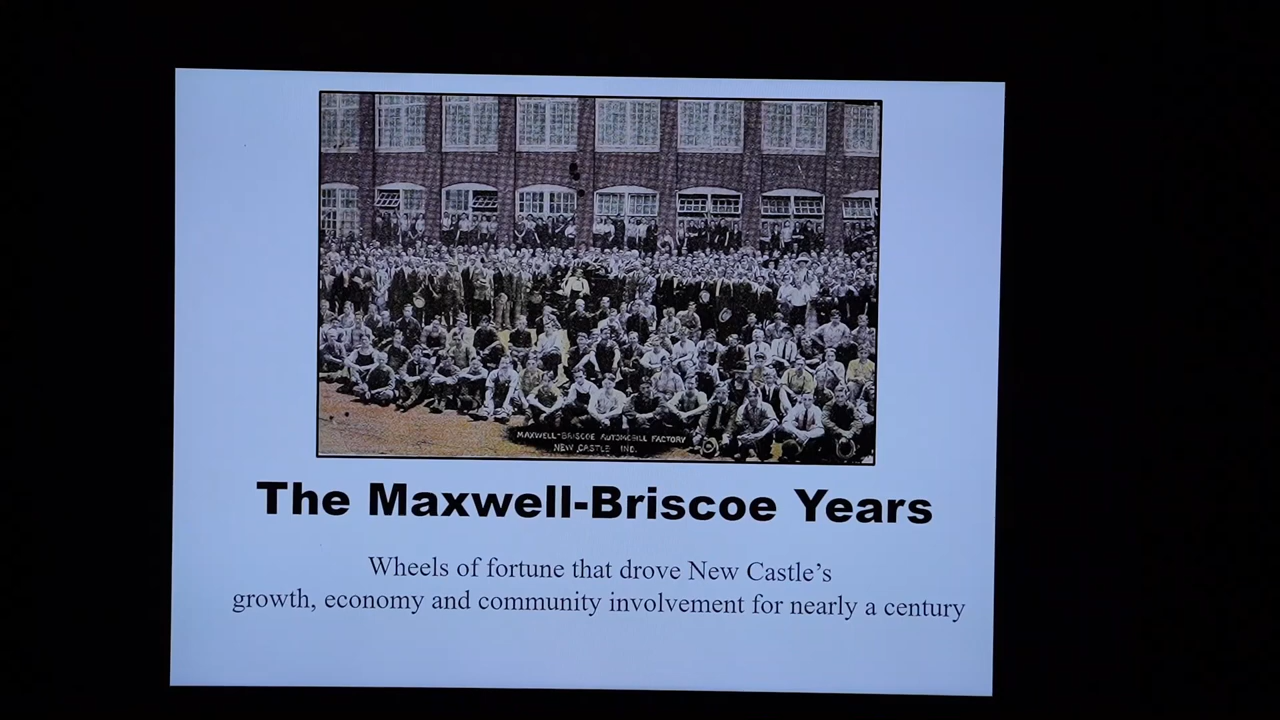 MAXWELL-BRISCOE AUTOMOBILL FACTORY
NEW CASTLE IND.
The Maxwell-Briscoe Years
Wheels of fortune that drove New Castle's
growth, economy and community involvement for nearly a century